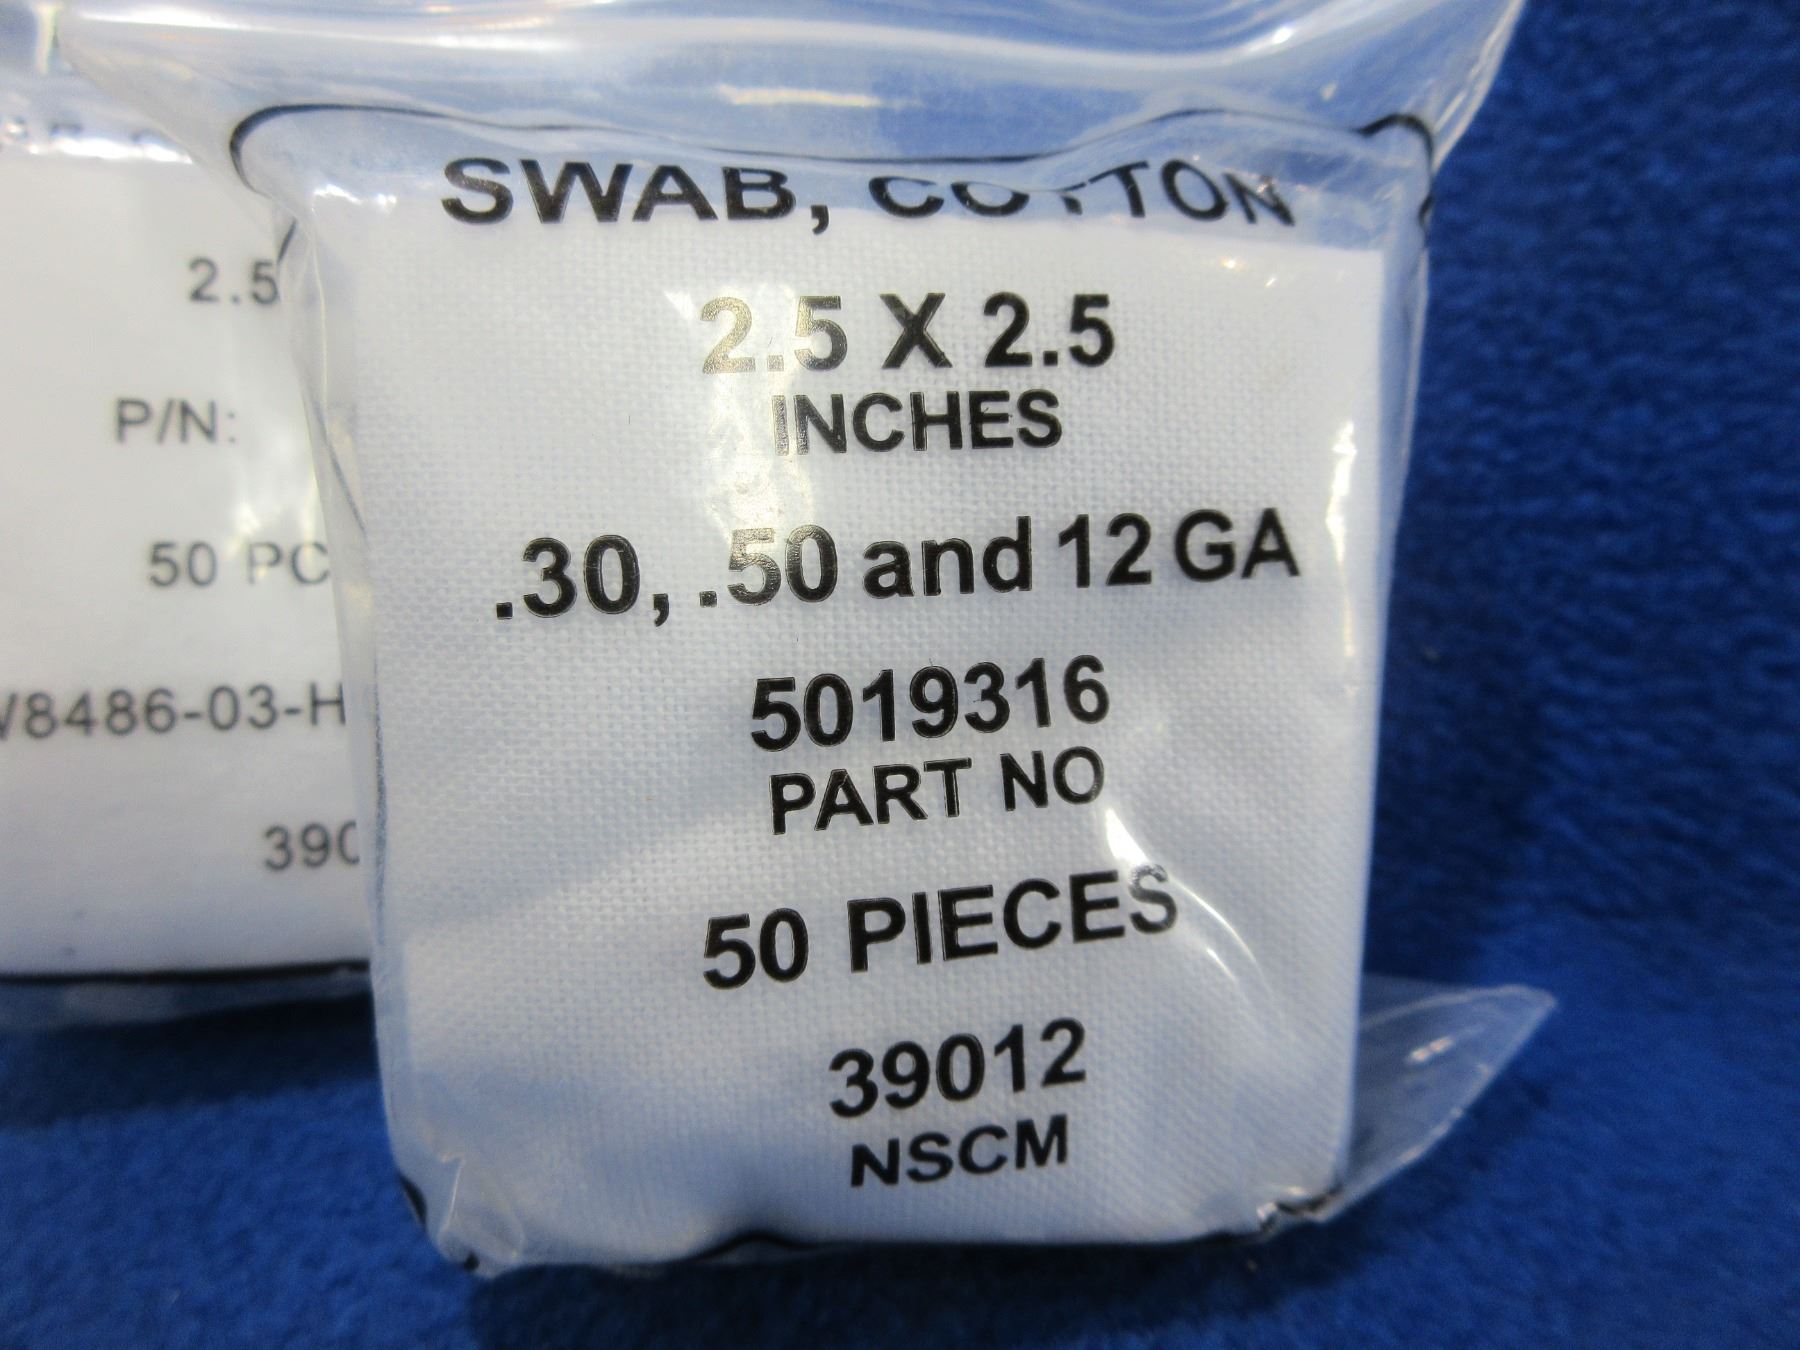 SWAB, COTTON
2.5 X 2.5
INCHES
.30, .50 and 12 GA
5019316
PART NO
50 PIECES
39012
NSCM
2.5
P/N:
50 PC
W8486-03-H
390